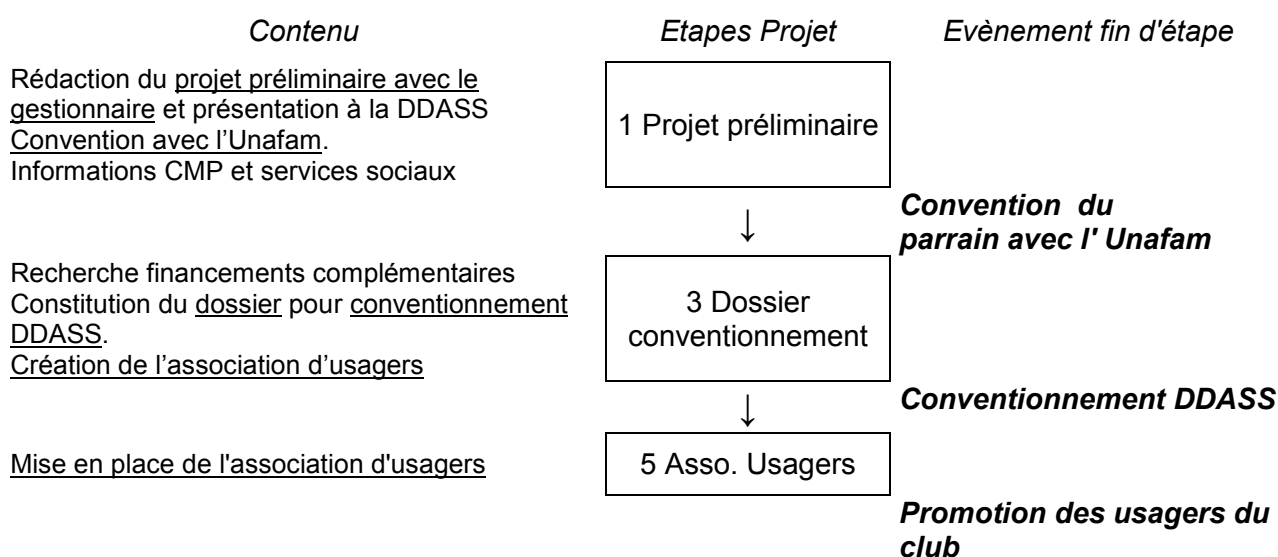 Contenu Etapes Projet Evènement fin d'étape
Rédaction du projet préliminaire avec le
gestionnaire et présentation à la DDASS
Convention avec l’Unafam.
Informations CMP et services sociaux
1 Projet préliminaire
↓
Convention du
parrain avec l' Unafam
Recherche financements complémentaires
Constitution du dossier pour conventionnement
DDASS.
Création de l’association d’usagers
3 Dossier
conventionnement
↓
Conventionnement DDASS
Mise en place de l'association d'usagers
5 Asso. Usagers
Promotion des usagers du
club